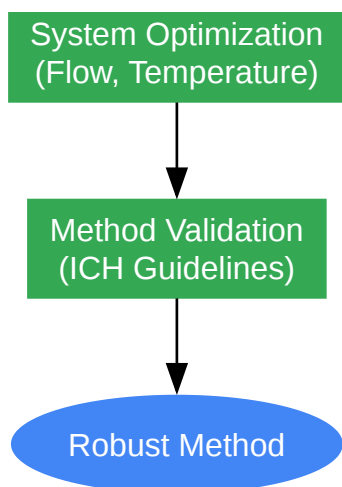 System Optimization
(Flow, Temperature)
Method Validation
(ICH Guidelines)
Robust Method